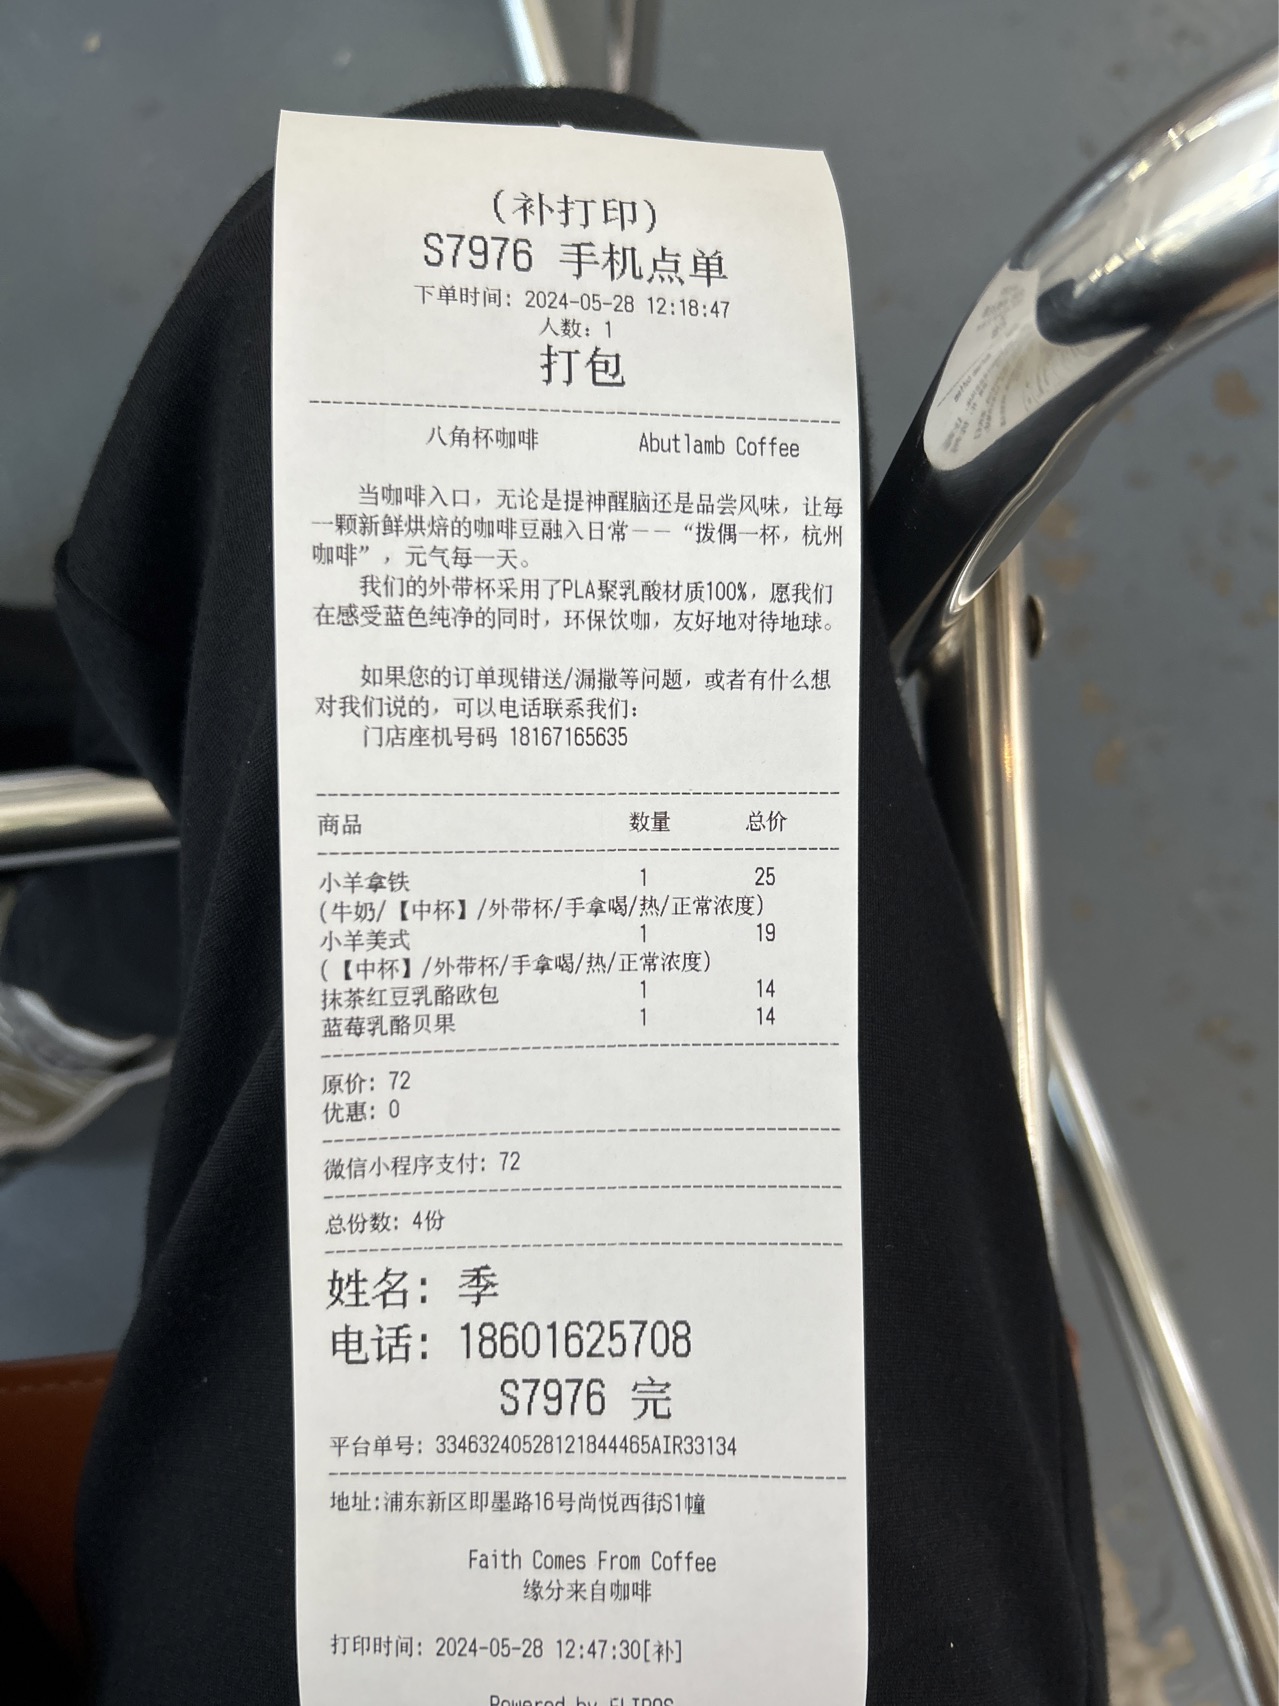 (补打印)
S7976 手机点单
下单时间: 2024-05-28 12:18:47
人数: 1
打包
八角杯咖啡 Abutlamb Coffee
当咖啡入口，无论是提神醒脑还是品尝风味，让每
一颗新鲜烘焙的咖啡豆融入日常——“拨偶一杯，杭州
咖啡”，元气每一天。
我们的外带杯采用了PLA聚乳酸材质100%，愿我们
在感受蓝色纯净的同时，环保饮咖，友好地对待地球。
如果您的订单现错送/漏撒等问题，或者有什么想
对我们说的，可以电话联系我们：
门店座机号码 18167165635
商品 数量 总价
小羊拿铁 1 25
(牛奶/【中杯】/外带杯/手拿喝/热/正常浓度)
小羊美式 1 19
(【中杯】/外带杯/手拿喝/热/正常浓度)
抹茶红豆乳酪欧包 1 14
蓝莓乳酪贝果 1 14
原价: 72
优惠: 0
微信小程序支付: 72
总份数: 4份
姓名: 季
电话: 18601625708
S7976 完
平台单号: 33463240528121844465AIR33134
地址:浦东新区即墨路16号尚悦西街S1幢
Faith Comes From Coffee
缘分来自咖啡
打印时间: 2024-05-28 12:47:30[补]
Powered by